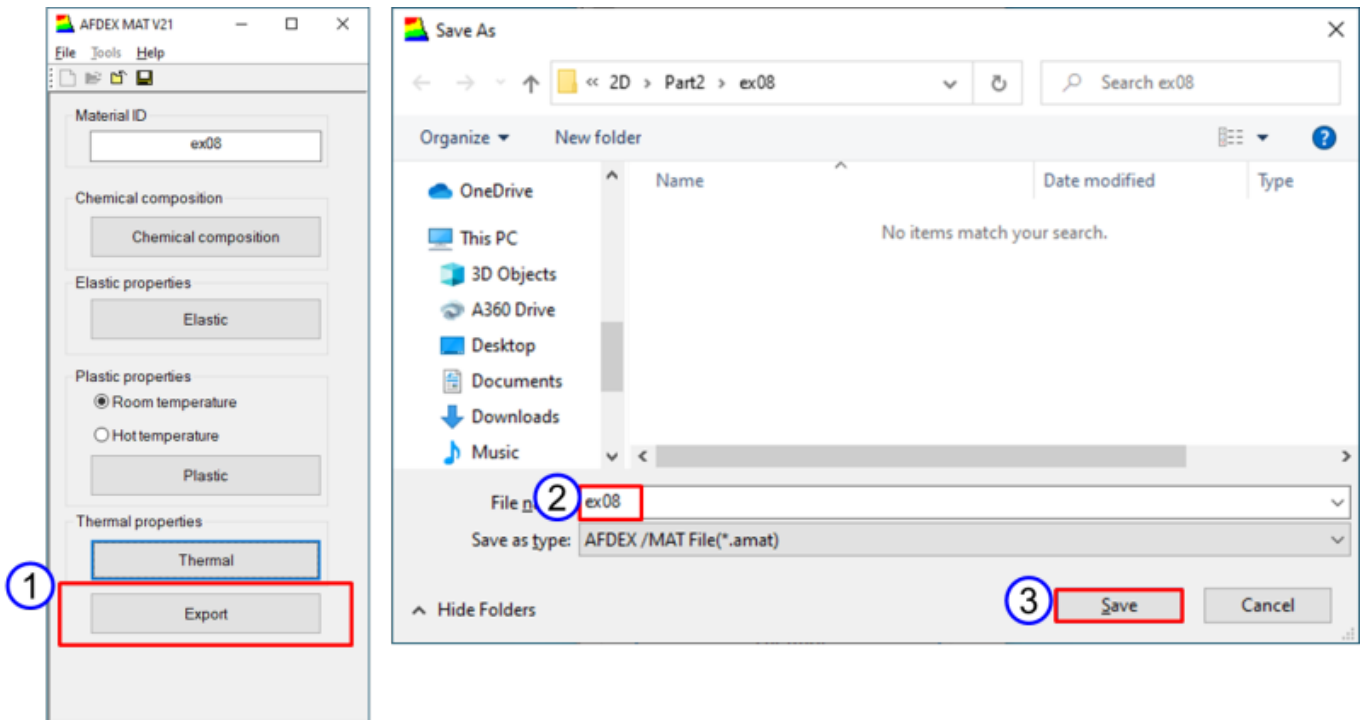 AFDEX MAT V21
File Tools Help
Material ID
ex08
Chemical composition
Chemical composition
Elastic properties
Elastic
Plastic properties
Room temperature
Hot temperature
Plastic
Thermal properties
Thermal
1
Export
Save As
« 2D › Part2 › ex08
Search ex08
Organize New folder
Name Date modified Type
OneDrive
This PC
3D Objects
A360 Drive
Desktop
Documents
Downloads
Music
No items match your search.
File n 2 ex08
Save as type: AFDEX /MAT File(*.amat)
Hide Folders
3 Save Cancel